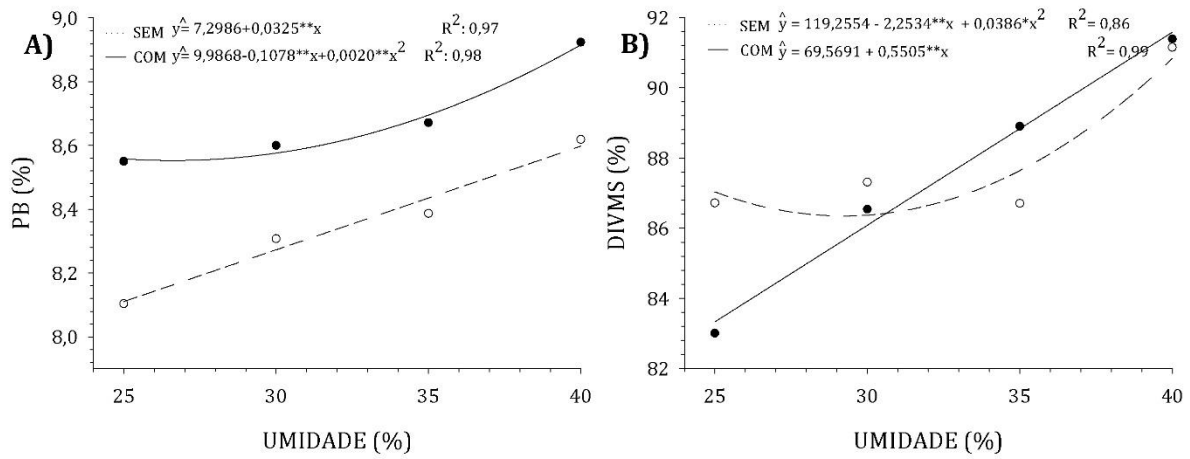 A)
SEM ŷ= 7,2986+0,0325**x R²: 0,97
COM ŷ= 9,9868-0,1078**x+0,0020**x² R²: 0,98
PB (%)
9,0
8,8
8,6
8,4
8,2
8,0
25 30 35 40
UMIDADE (%)
B)
SEM ŷ = 119,2554 - 2,2534**x + 0,0386*x² R² = 0,86
COM ŷ = 69,5691 + 0,5505**x R² = 0,99
DIVMS (%)
92
90
88
86
84
82
25 30 35 40
UMIDADE (%)